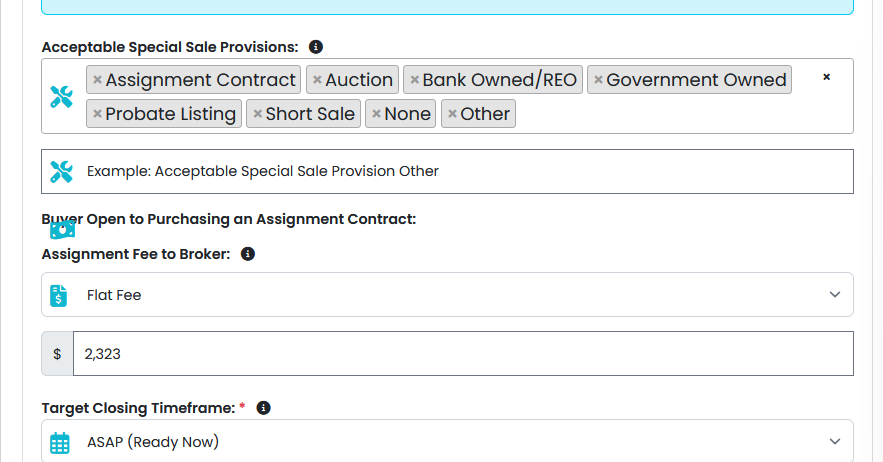 Acceptable Special Sale Provisions:
× Assignment Contract × Auction × Bank Owned/REO × Government Owned ×
× Probate Listing × Short Sale × None × Other
Example: Acceptable Special Sale Provision Other
Buyer Open to Purchasing an Assignment Contract:
Assignment Fee to Broker:
Flat Fee
$ 2,323
Target Closing Timeframe: *
ASAP (Ready Now)